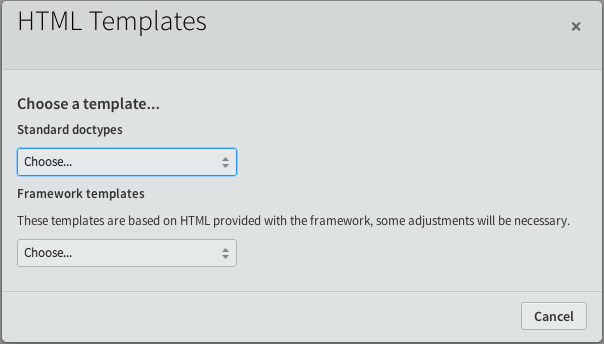 HTML Templates
×
Choose a template...
Standard doctypes
Choose...
Framework templates
These templates are based on HTML provided with the framework, some adjustments will be necessary.
Choose...
Cancel